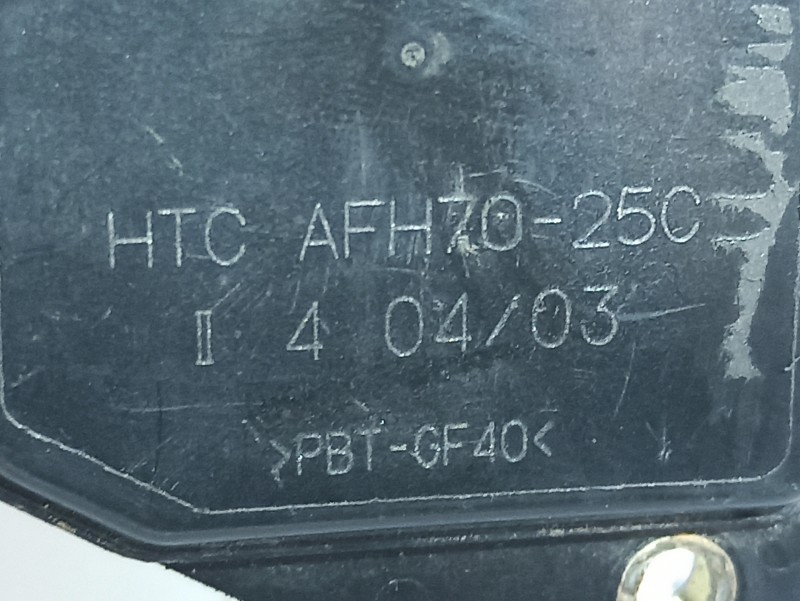 HTC AFH70-25C
II 4 04/03
>PBT-GF40<